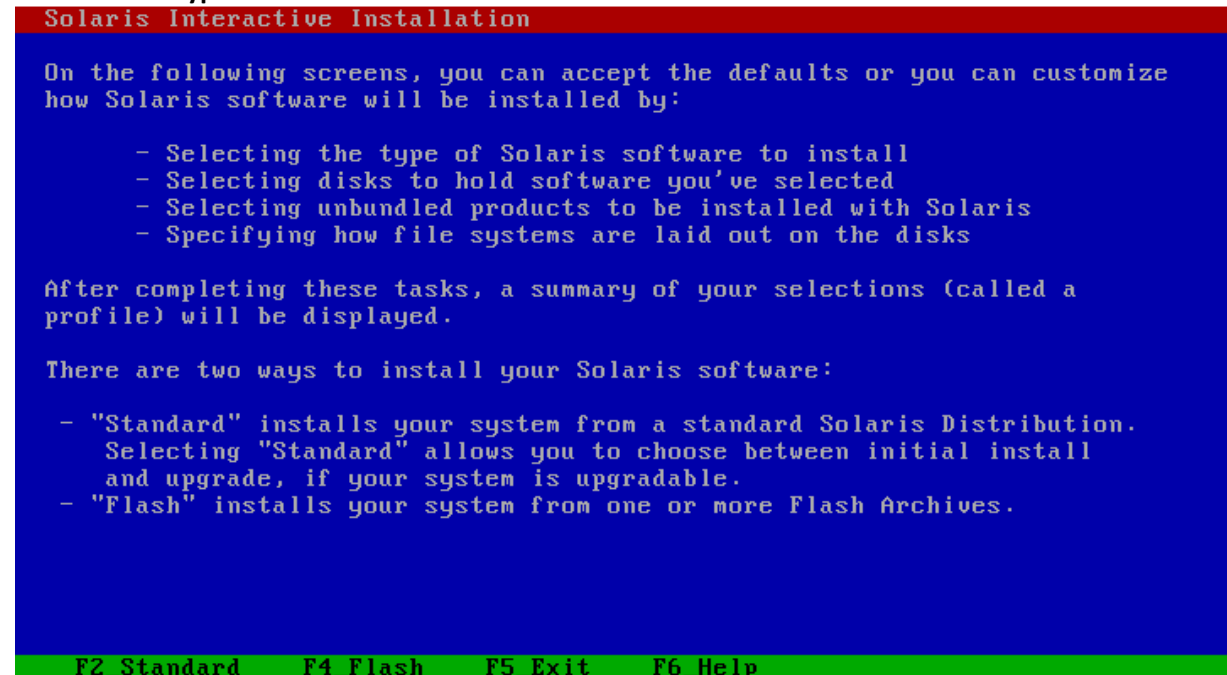 Solaris Interactive Installation
On the following screens, you can accept the defaults or you can customize
how Solaris software will be installed by:
- Selecting the type of Solaris software to install
- Selecting disks to hold software you've selected
- Selecting unbundled products to be installed with Solaris
- Specifying how file systems are laid out on the disks
After completing these tasks, a summary of your selections (called a
profile) will be displayed.
There are two ways to install your Solaris software:
- "Standard" installs your system from a standard Solaris Distribution.
Selecting "Standard" allows you to choose between initial install
and upgrade, if your system is upgradable.
- "Flash" installs your system from one or more Flash Archives.
F2 Standard F4 Flash F5 Exit F6 Help